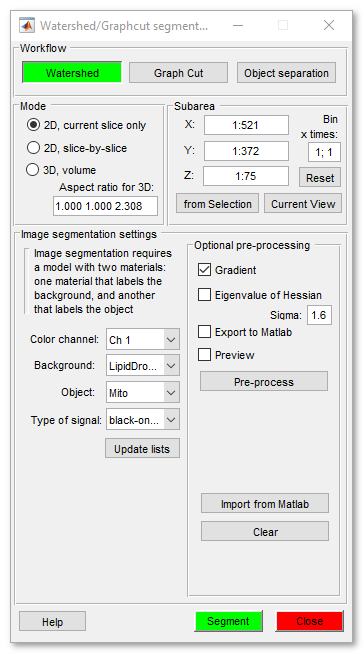 Watershed/Graphcut segment...
Workflow
Watershed
Graph Cut
Object separation
Mode
2D, current slice only
2D, slice-by-slice
3D, volume
Aspect ratio for 3D:
1.000 1.000 2.308
Subarea
X:
1:521
Y:
1:372
Z:
1:75
Bin
x times:
1; 1
Reset
from Selection
Current View
Image segmentation settings
Image segmentation requires
a model with two materials:
one material that labels the
background, and another
that labels the object
Color channel:
Ch 1
Background:
LipidDro...
Object:
Mito
Type of signal:
black-on...
Update lists
Optional pre-processing
Gradient
Eigenvalue of Hessian
Sigma:
1.6
Export to Matlab
Preview
Pre-process
Import from Matlab
Clear
Help
Segment
Close